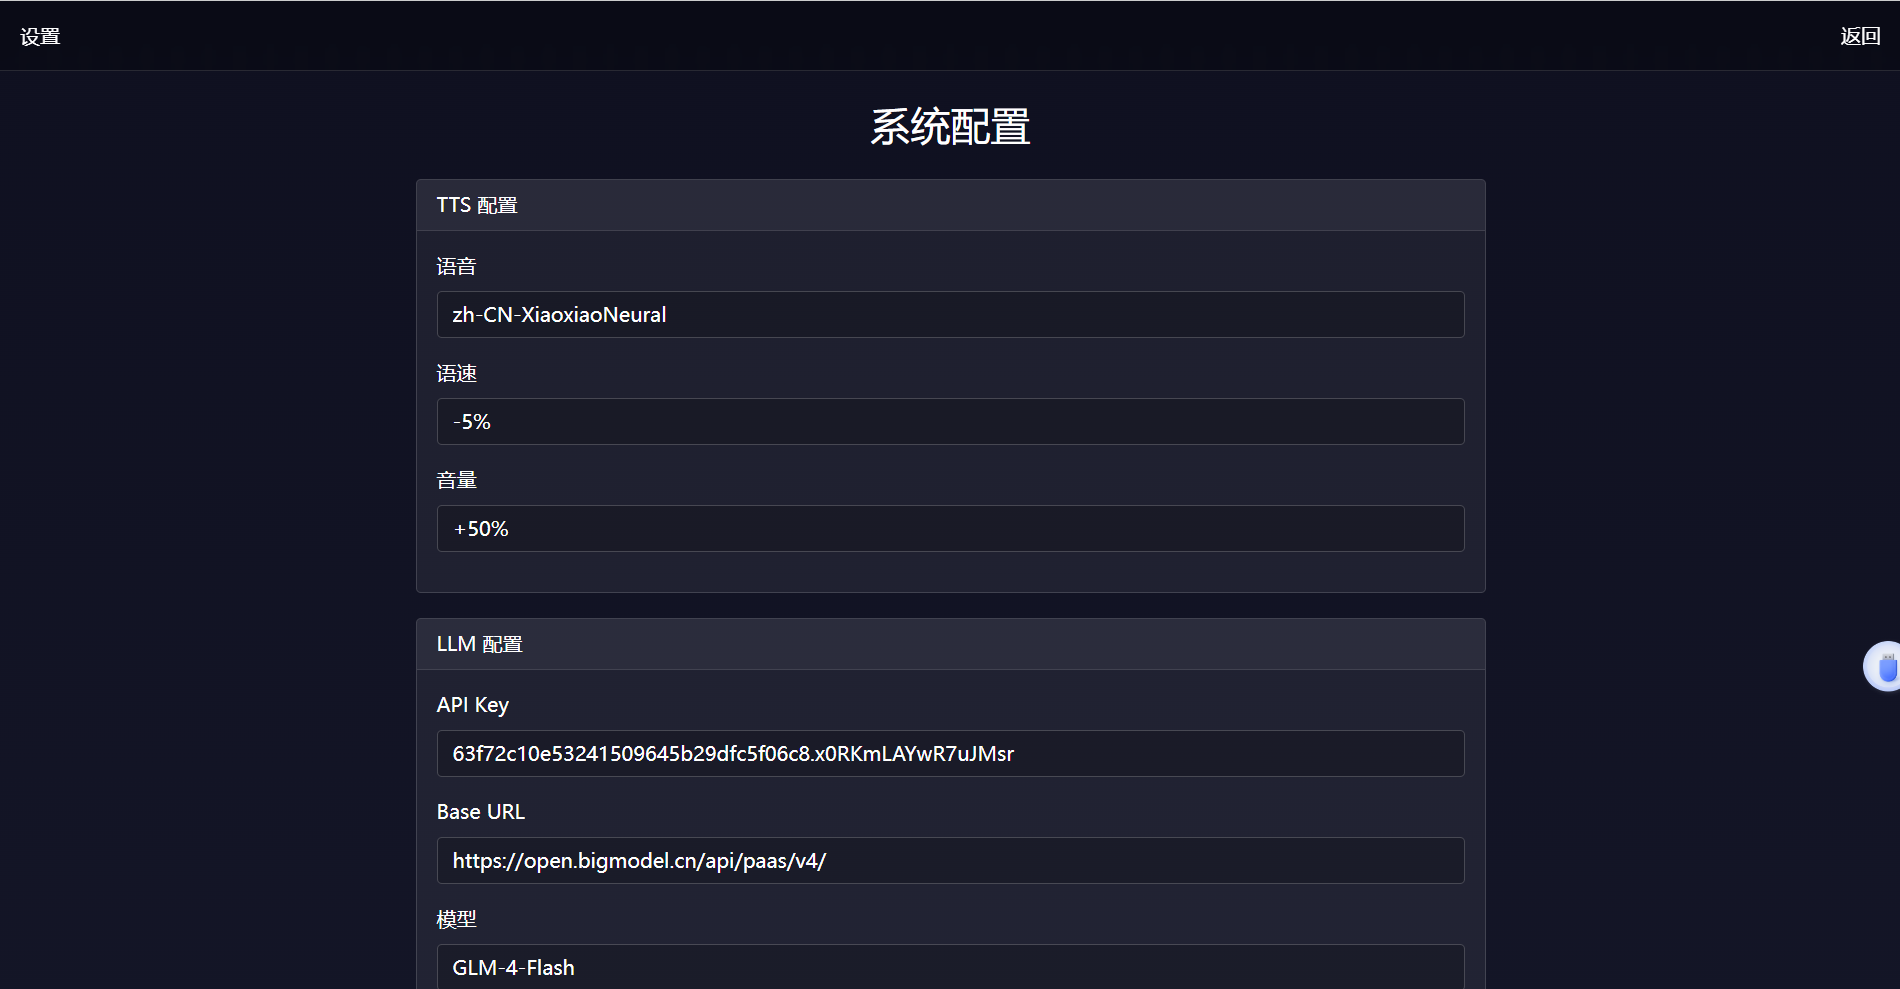 设置
返回
系统配置
TTS 配置
语音
zh-CN-XiaoxiaoNeural
语速
-5%
音量
+50%
LLM 配置
API Key
63f72c10e53241509645b29dfc5f06c8.x0RKmLAYwR7uJMsr
Base URL
https://open.bigmodel.cn/api/paas/v4/
模型
GLM-4-Flash